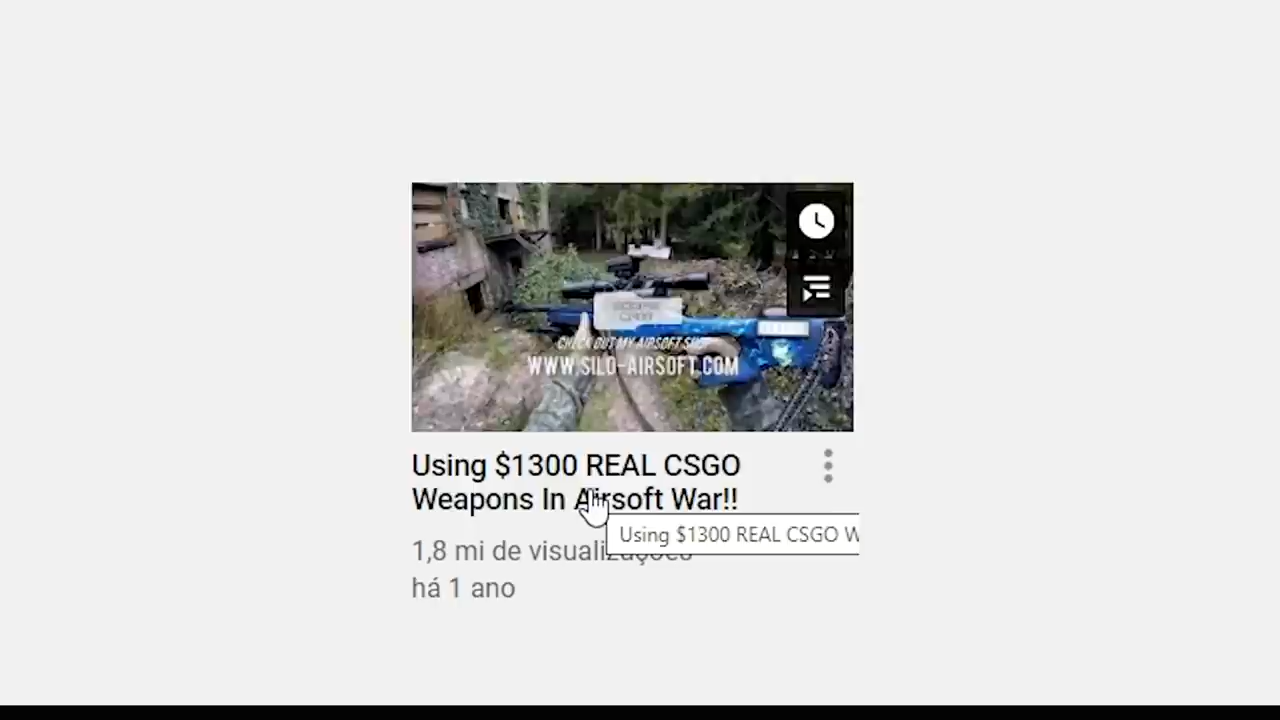 CHECK OUT MY AIRSOFT SHOP
WWW.SILO-AIRSOFT.COM
Using $1300 REAL CSGO
Weapons In Airsoft War!!
Using $1300 REAL CSGO W
1,8 mi de visualizações
há 1 ano